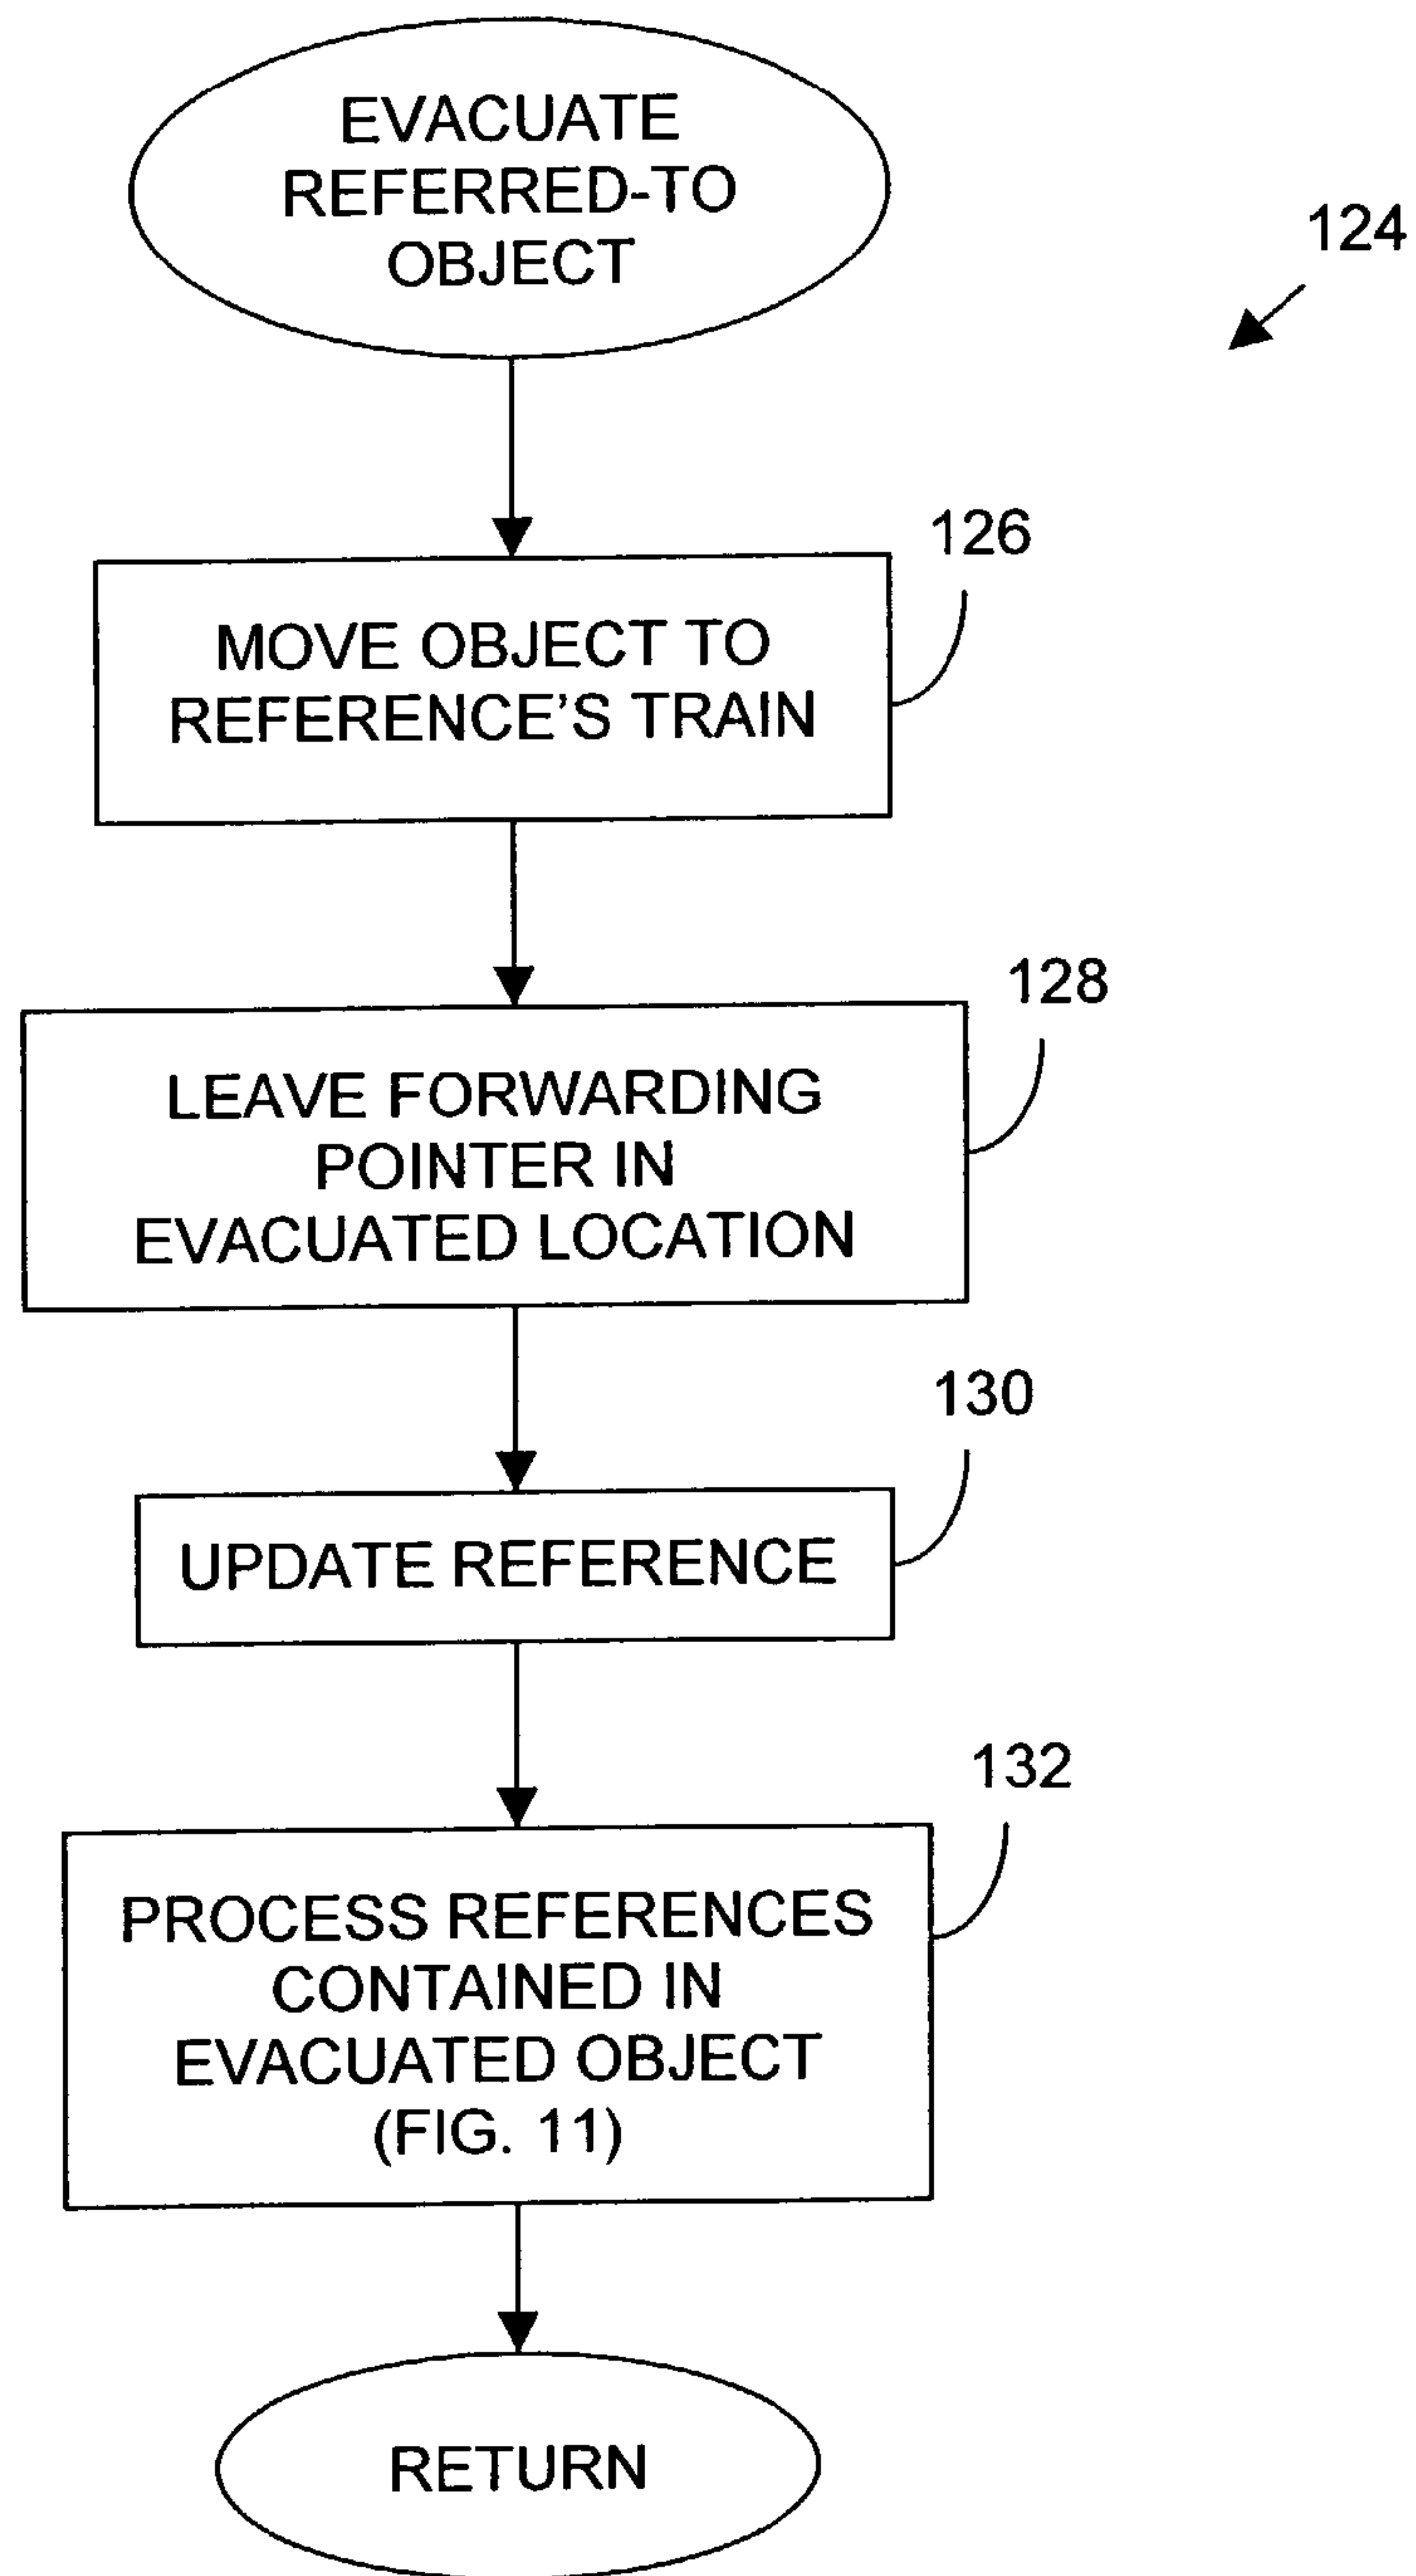 EVACUATE
REFERRED-TO
OBJECT
124
126
MOVE OBJECT TO
REFERENCE'S TRAIN
128
LEAVE FORWARDING
POINTER IN
EVACUATED LOCATION
130
UPDATE REFERENCE
132
PROCESS REFERENCES
CONTAINED IN
EVACUATED OBJECT
(FIG. 11)
RETURN